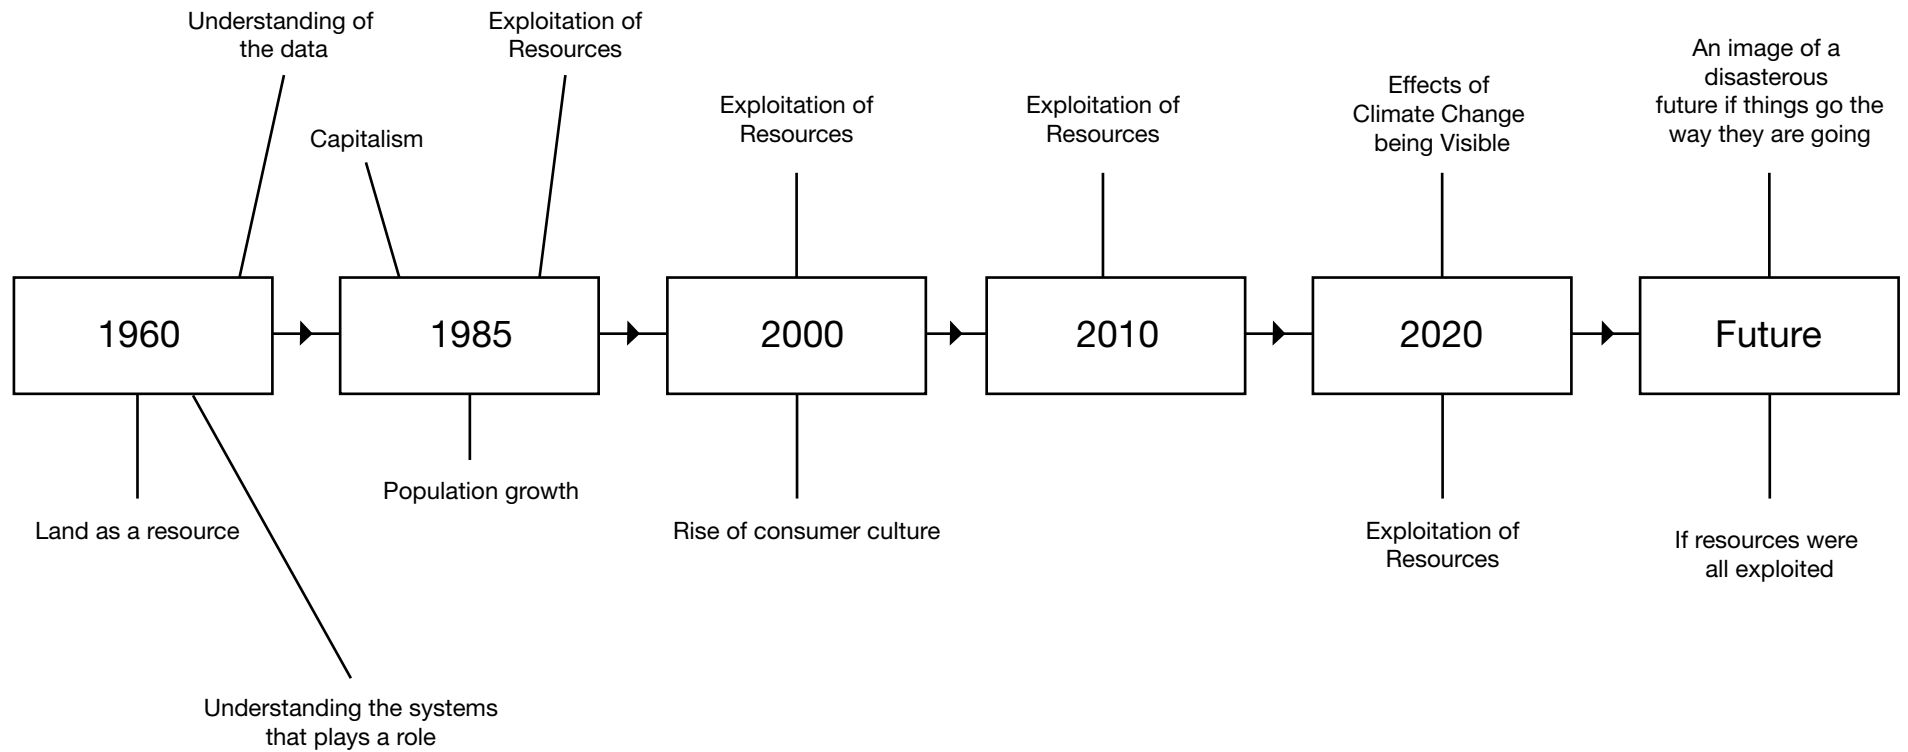 Understanding of
the data
Exploitation of
Resources
Capitalism
Exploitation of
Resources
Exploitation of
Resources
Effects of
Climate Change
being Visible
An image of a
disasterous
future if things go the
way they are going
1960
1985
2000
2010
2020
Future
Land as a resource
Population growth
Rise of consumer culture
Exploitation of
Resources
If resources were
all exploited
Understanding the systems
that plays a role